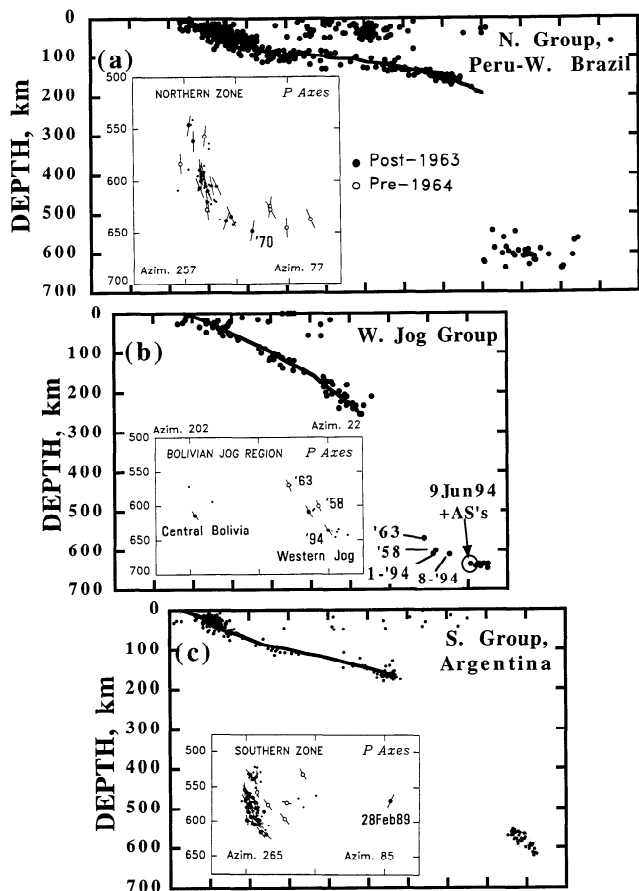 0
100
200
300
400
500
600
700
DEPTH, km
(a)
N. Group,
Peru-W. Brazil
500
550
600
650
700
NORTHERN ZONE P Axes
'70
Azim. 257 Azim. 77
Post-1963
Pre-1964
0
100
200
300
400
500
600
700
DEPTH, km
(b)
W. Jog Group
Azim. 202 Azim. 22
500
550
600
650
700
BOLIVIAN JOG REGION P Axes
'63
'58
'94
Central Bolivia
Western Jog
9Jun94
+AS's
'63
'58
1-'94
8-'94
0
100
200
300
400
500
600
700
DEPTH, km
(c)
S. Group,
Argentina
500
550
600
650
SOUTHERN ZONE P Axes
28Feb89
Azim. 265 Azim. 85